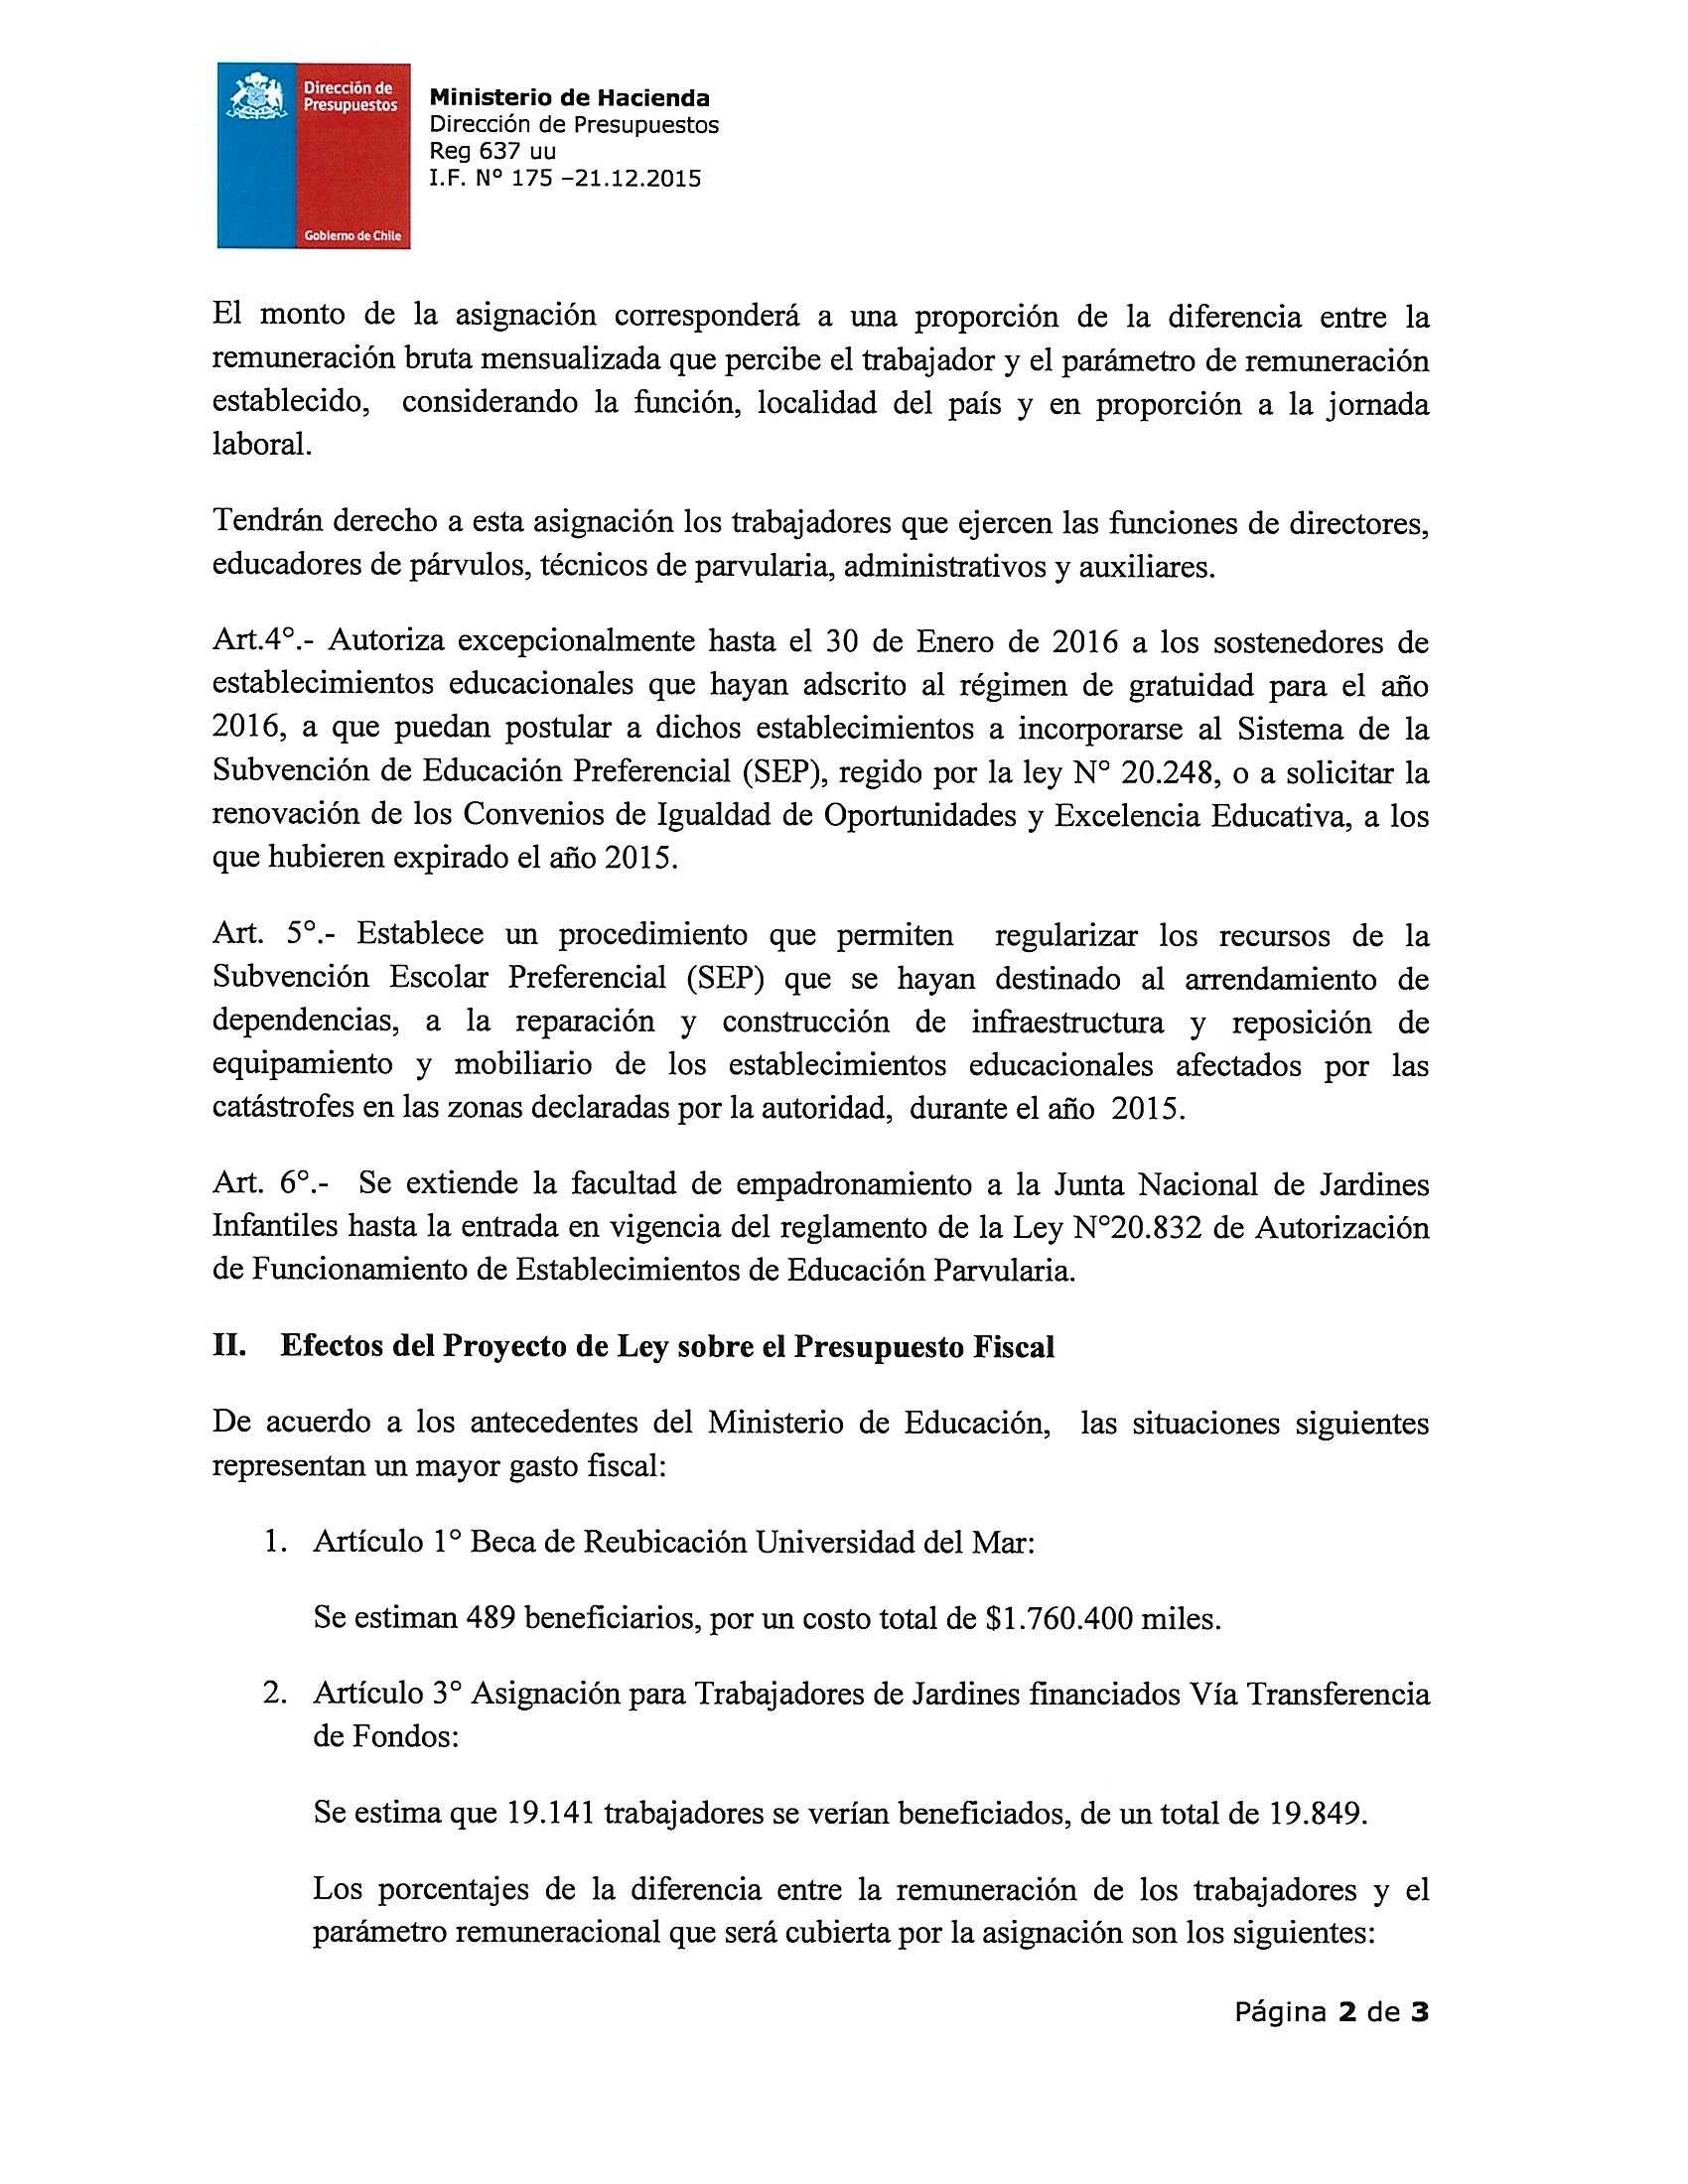 Dirección de
Presupuestos
Gobierno de Chile
Ministerio de Hacienda
Dirección de Presupuestos
Reg 637 uu
I.F. Nº 175 –21.12.2015
El monto de la asignación corresponderá a una proporción de la diferencia entre la
remuneración bruta mensualizada que percibe el trabajador y el parámetro de remuneración
establecido, considerando la función, localidad del país y en proporción a la jornada
laboral.
Tendrán derecho a esta asignación los trabajadores que ejercen las funciones de directores,
educadores de párvulos, técnicos de parvularia, administrativos y auxiliares.
Art.4°.- Autoriza excepcionalmente hasta el 30 de Enero de 2016 a los sostenedores de
establecimientos educacionales que hayan adscrito al régimen de gratuidad para el año
2016, a que puedan postular a dichos establecimientos a incorporarse al Sistema de la
Subvención de Educación Preferencial (SEP), regido por la ley N° 20.248, o a solicitar la
renovación de los Convenios de Igualdad de Oportunidades y Excelencia Educativa, a los
que hubieren expirado el año 2015.
Art. 5°.- Establece un procedimiento que permiten regularizar los recursos de la
Subvención Escolar Preferencial (SEP) que se hayan destinado al arrendamiento de
dependencias, a la reparación y construcción de infraestructura y reposición de
equipamiento y mobiliario de los establecimientos educacionales afectados por las
catástrofes en las zonas declaradas por la autoridad, durante el año 2015.
Art. 6°.- Se extiende la facultad de empadronamiento a la Junta Nacional de Jardines
Infantiles hasta la entrada en vigencia del reglamento de la Ley N°20.832 de Autorización
de Funcionamiento de Establecimientos de Educación Parvularia.
II. Efectos del Proyecto de Ley sobre el Presupuesto Fiscal
De acuerdo a los antecedentes del Ministerio de Educación, las situaciones siguientes
representan un mayor gasto fiscal:
1. Artículo 1° Beca de Reubicación Universidad del Mar:
Se estiman 489 beneficiarios, por un costo total de $1.760.400 miles.
2. Artículo 3° Asignación para Trabajadores de Jardines financiados Vía Transferencia
de Fondos:
Se estima que 19.141 trabajadores se verían beneficiados, de un total de 19.849.
Los porcentajes de la diferencia entre la remuneración de los trabajadores y el
parámetro remuneracional que será cubierta por la asignación son los siguientes:
Página 2 de 3